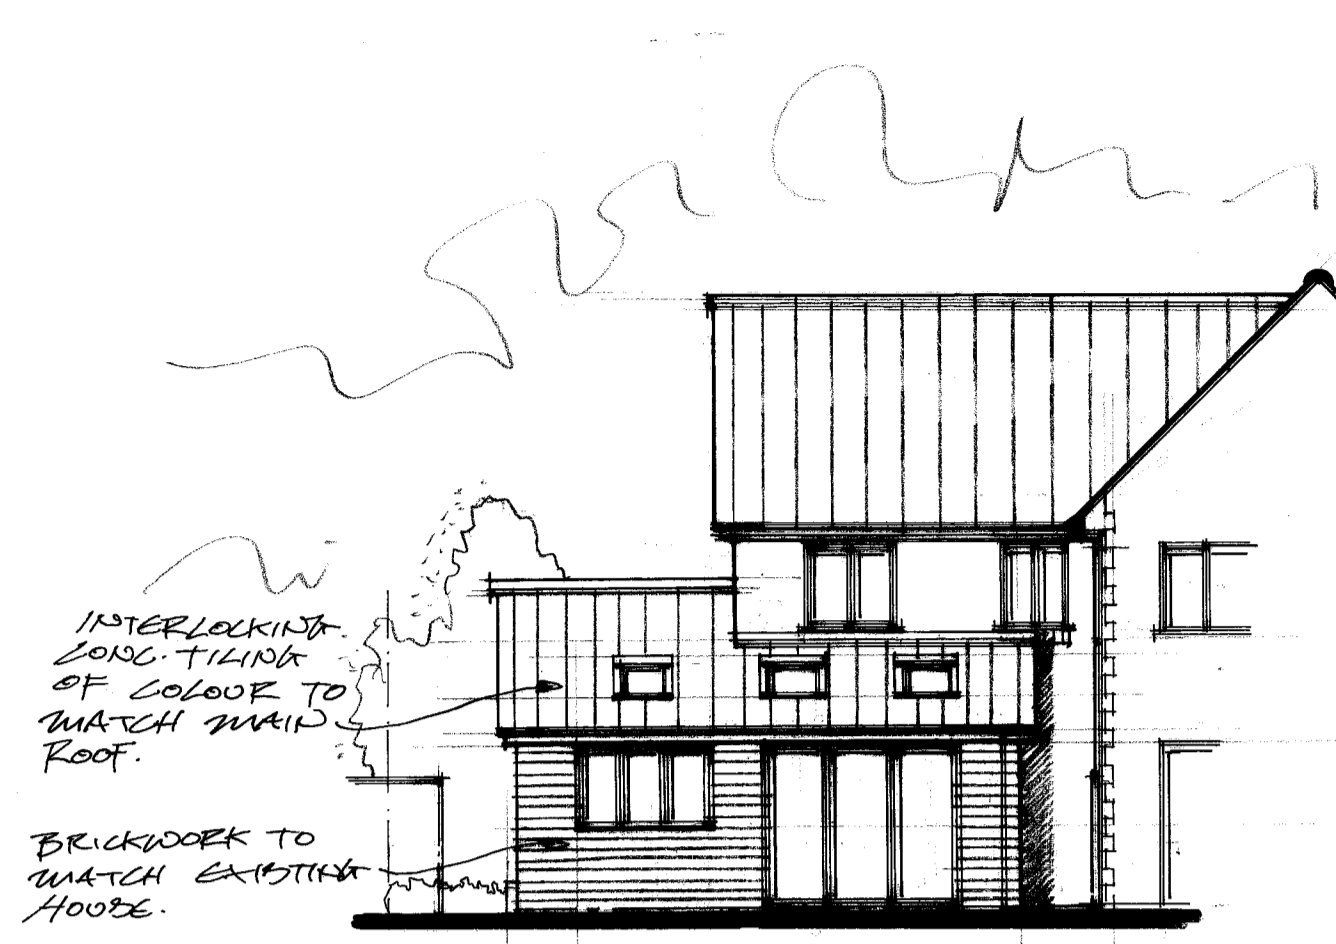 INTERLOCKING
CONC. TILING
OF COLOUR TO
MATCH MAIN
ROOF.
BRICKWORK TO
MATCH EXISTING
HOUSE.